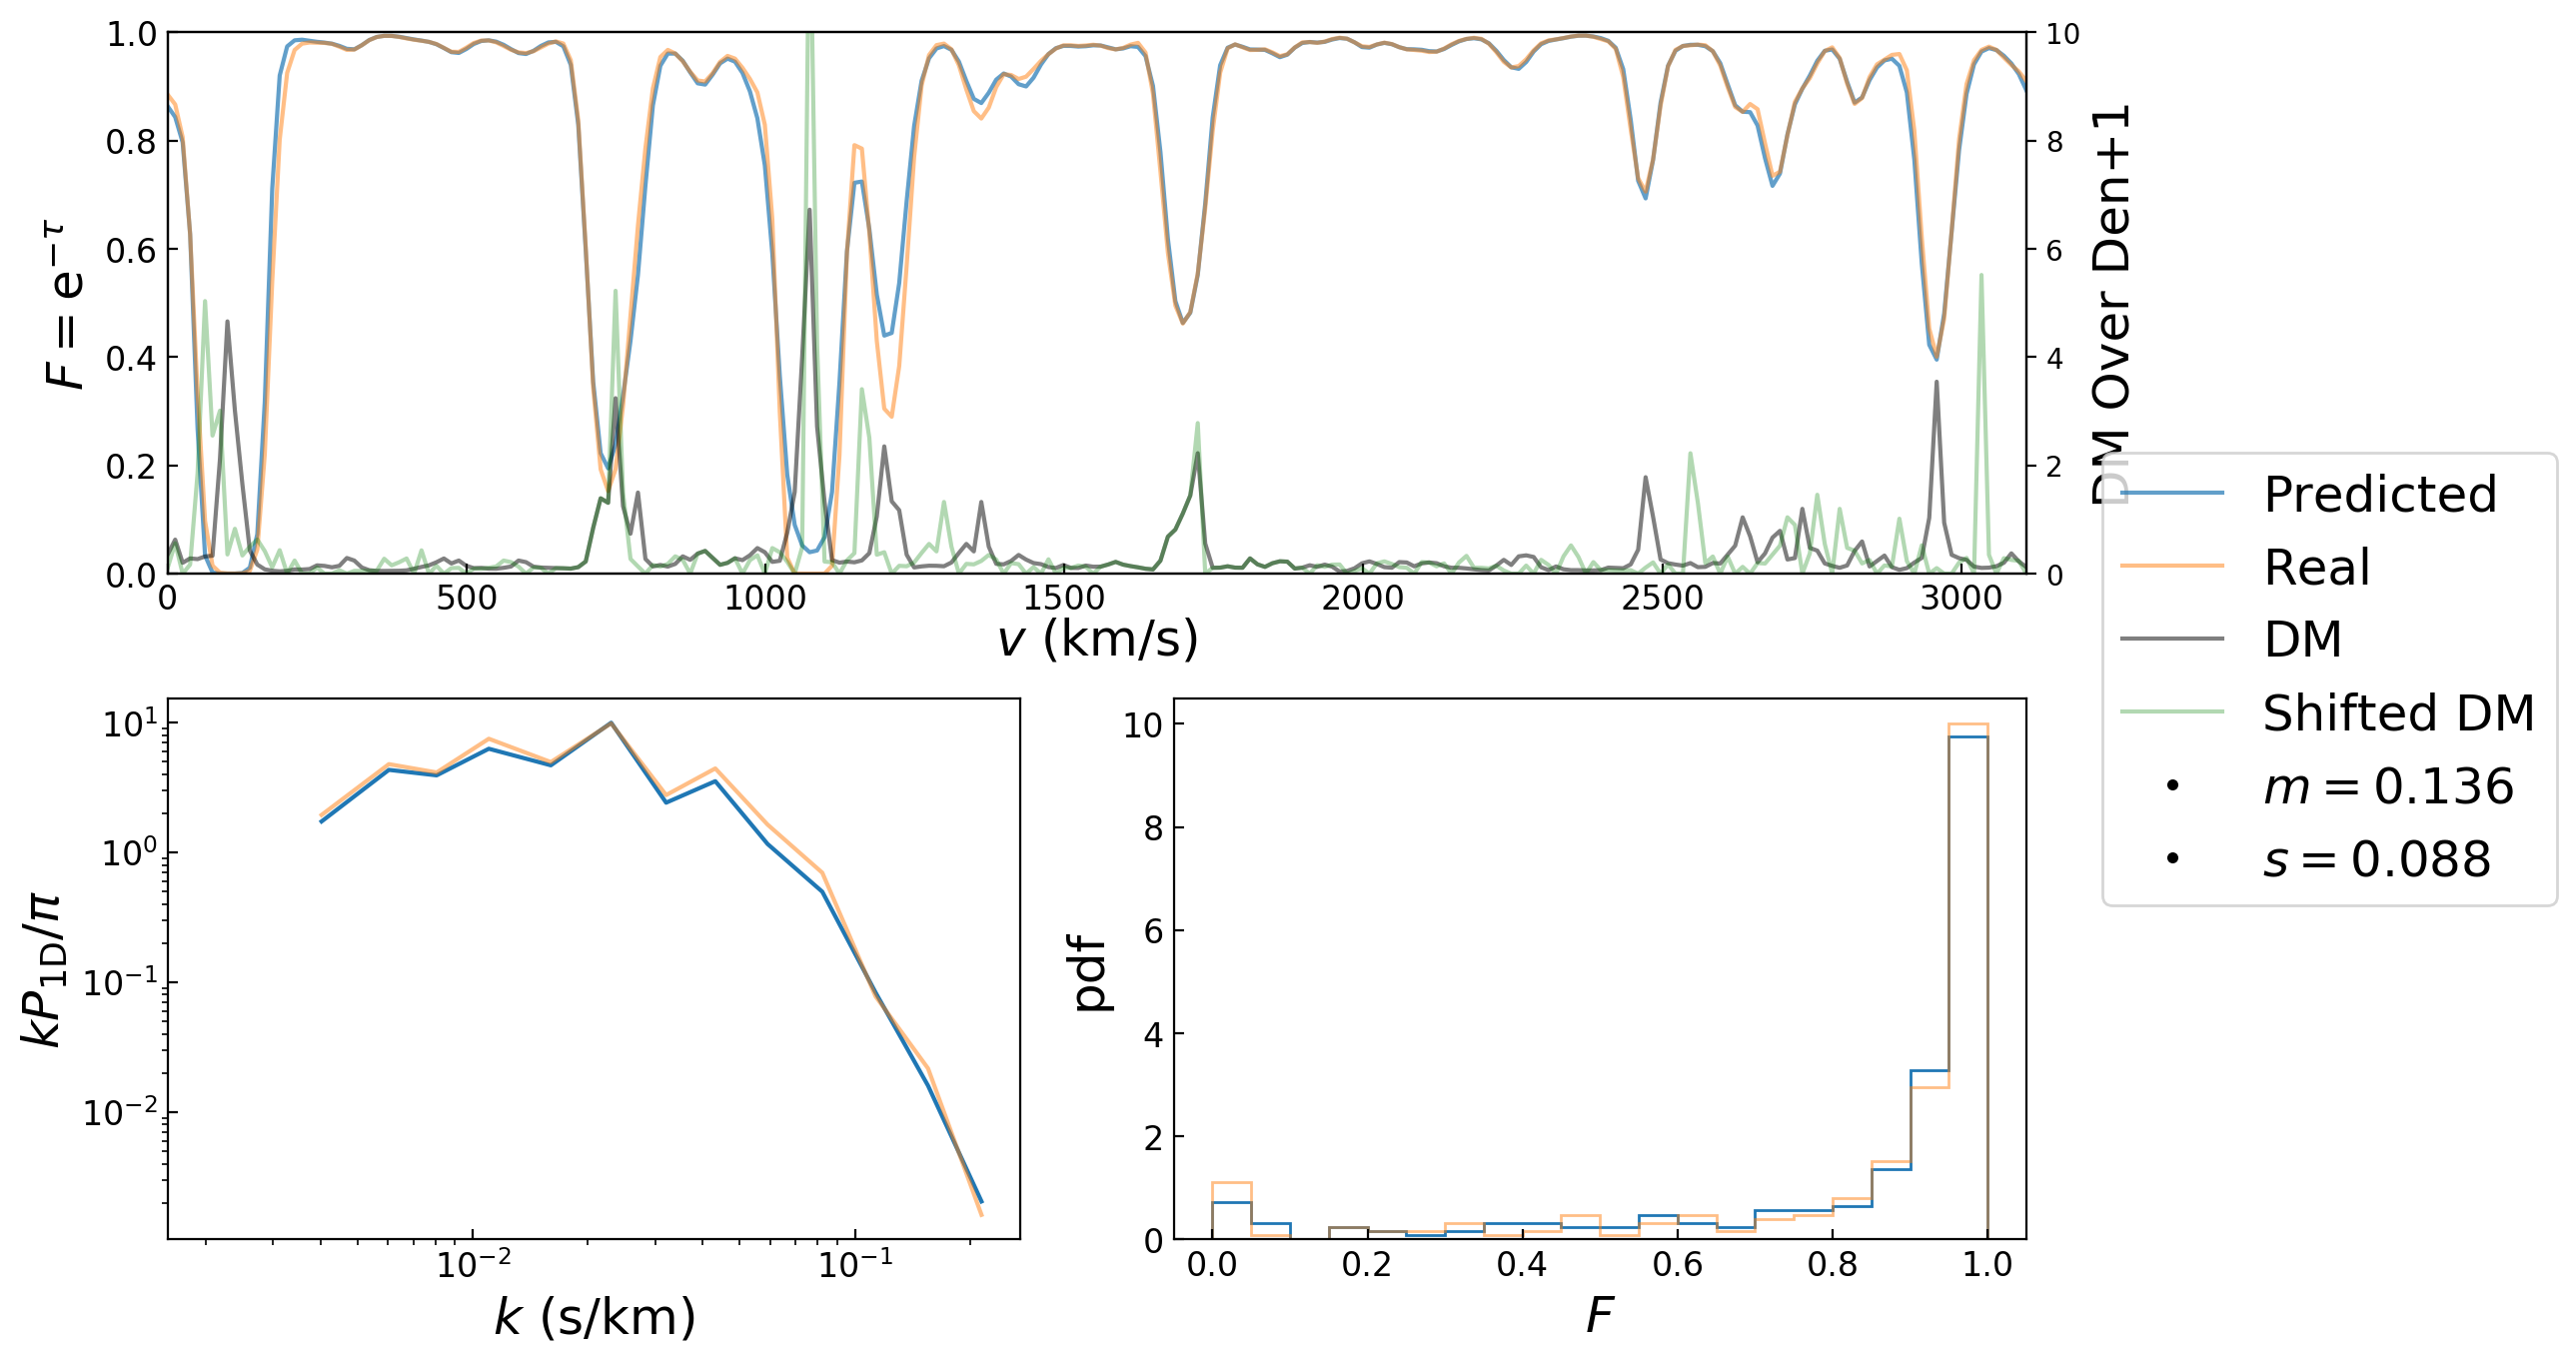 1.0
0.8
0.6
0.4
0.2
0.0
F = e^{−τ}
10
8
6
4
2
0
DM Over Den+1
0 500 1000 1500 2000 2500 3000
v (km/s)
Predicted
Real
DM
Shifted DM
m = 0.136
s = 0.088
10^1
10^0
10^{−1}
10^{−2}
kP_{1D}/π
10^{−2} 10^{−1}
k (s/km)
10
8
6
4
2
0
pdf
0.0 0.2 0.4 0.6 0.8 1.0
F